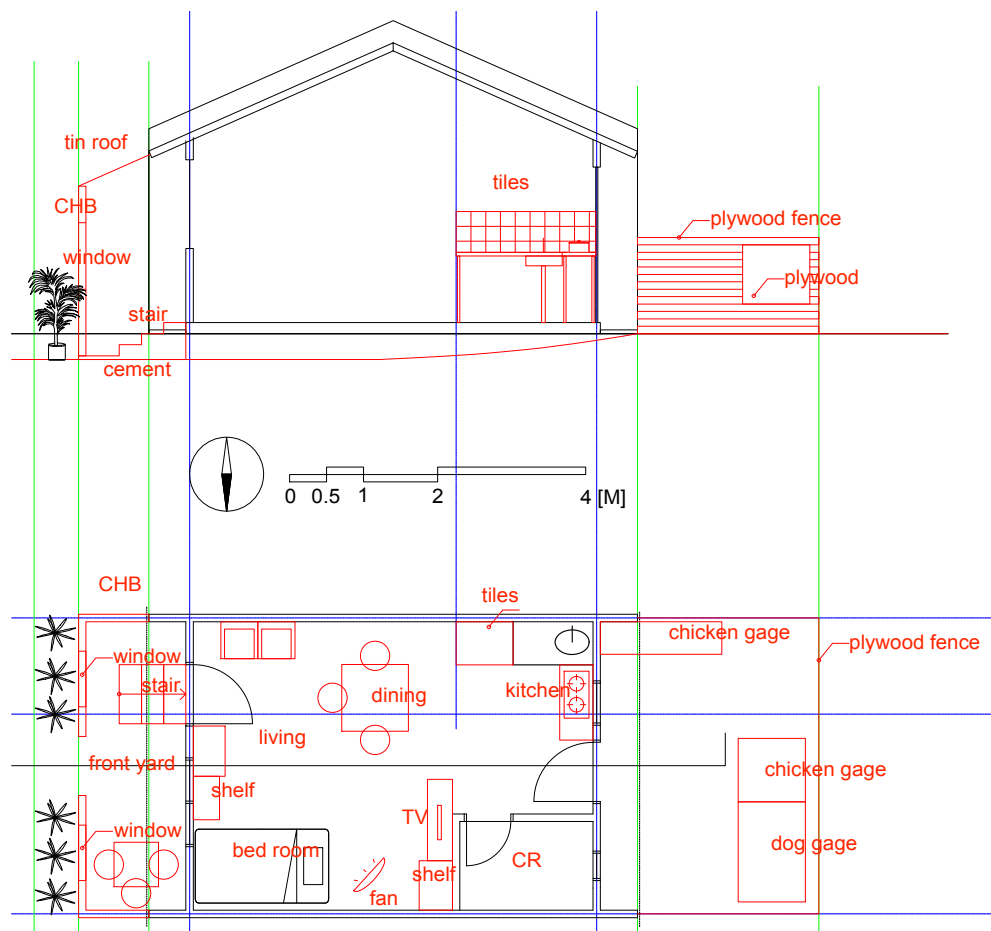 tin roof
CHB
tiles
plywood fence
window
plywood
stair
cement
0 0.5 1 2 4 [M]
CHB
tiles
chicken gage
plywood fence
window
stair
dining
kitchen
living
front yard
chicken gage
shelf
TV
window
bed room
CR
dog gage
shelf
fan